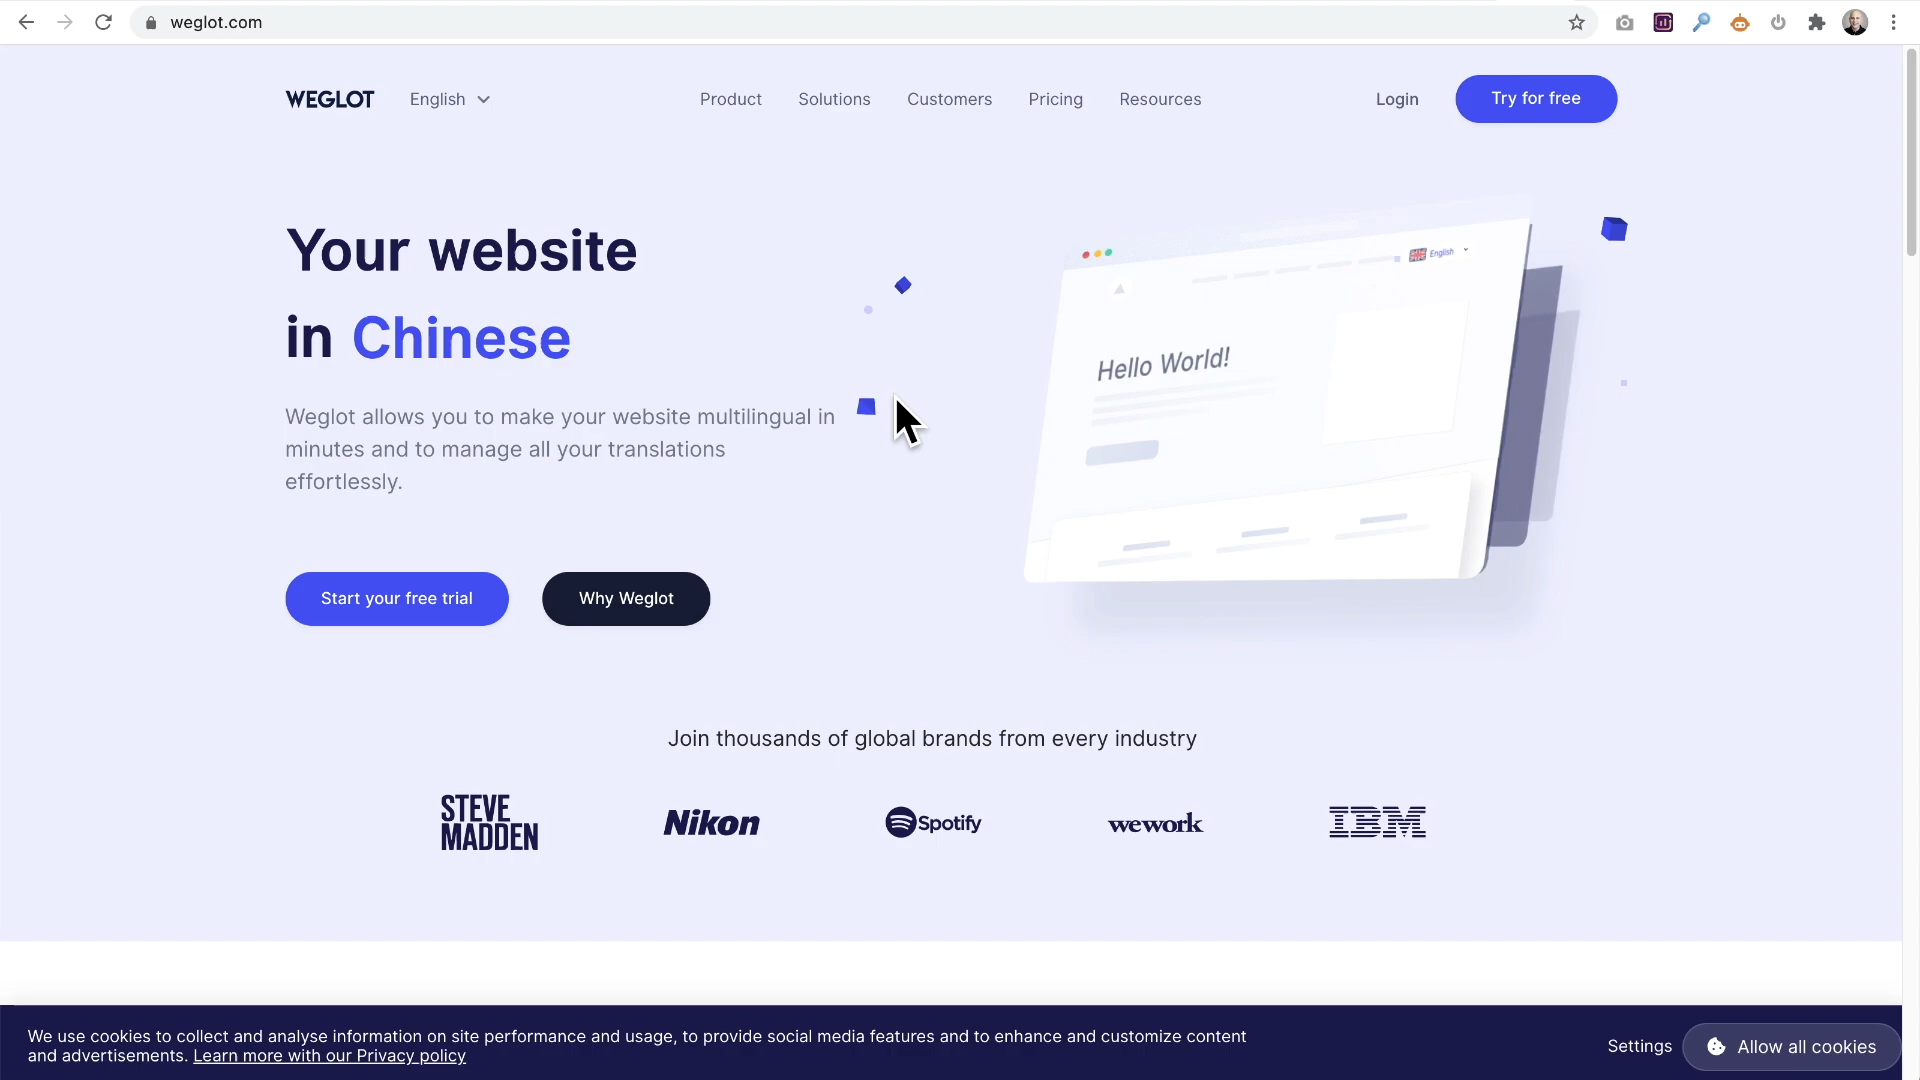 weglot.com
WEGLOT
English
Product
Solutions
Customers
Pricing
Resources
Login
Try for free
Your website
in Chinese
Weglot allows you to make your website multilingual in
minutes and to manage all your translations
effortlessly.
Start your free trial
Why Weglot
English
Hello World!
Join thousands of global brands from every industry
STEVE
MADDEN
Nikon
Spotify
wework
IBM
We use cookies to collect and analyse information on site performance and usage, to provide social media features and to enhance and customize content
and advertisements. Learn more with our Privacy policy
Settings
Allow all cookies